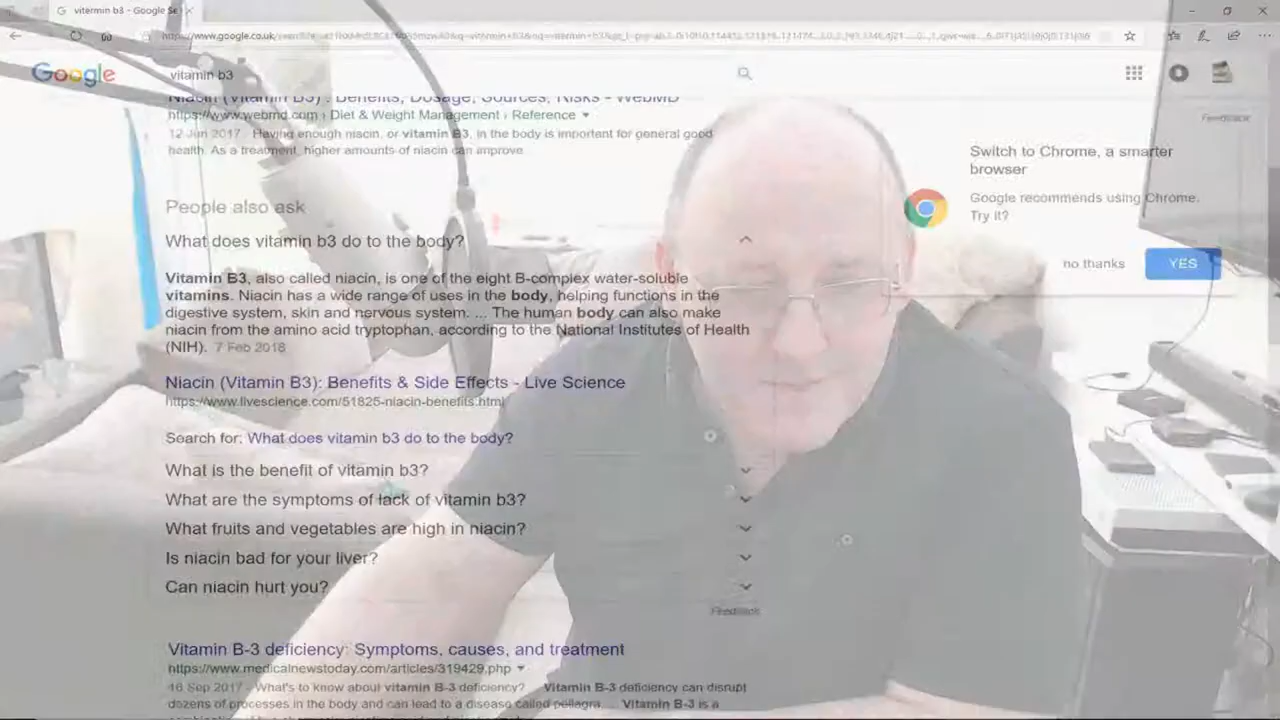 vitermin b3 - Google Se
Google
vitamin b3
Feedback
Niacin (Vitamin B3) : Benefits, Dosage, Sources, Risks - WebMD
https://www.webmd.com › Diet & Weight Management › Reference
12 Jun 2017 - Having enough niacin, or vitamin B3, in the body is important for general good
health. As a treatment, higher amounts of niacin can improve
Switch to Chrome, a smarter
browser
Google recommends using Chrome.
Try it?
no thanks
YES
People also ask
What does vitamin b3 do to the body?
Vitamin B3, also called niacin, is one of the eight B-complex water-soluble
vitamins. Niacin has a wide range of uses in the body, helping functions in the
digestive system, skin and nervous system. ... The human body can also make
niacin from the amino acid tryptophan, according to the National Institutes of Health
(NIH). 7 Feb 2018
Niacin (Vitamin B3): Benefits & Side Effects - Live Science
https://www.livescience.com/51825-niacin-benefits.html
Search for: What does vitamin b3 do to the body?
What is the benefit of vitamin b3?
What are the symptoms of lack of vitamin b3?
What fruits and vegetables are high in niacin?
Is niacin bad for your liver?
Can niacin hurt you?
Feedback
Vitamin B-3 deficiency: Symptoms, causes, and treatment
https://www.medicalnewstoday.com/articles/319429.php
16 Sep 2017 - What's to know about vitamin B-3 deficiency? ... Vitamin B-3 deficiency can disrupt
dozens of processes in the body and can lead to a disease called pellagra. ... Vitamin B-3 is a